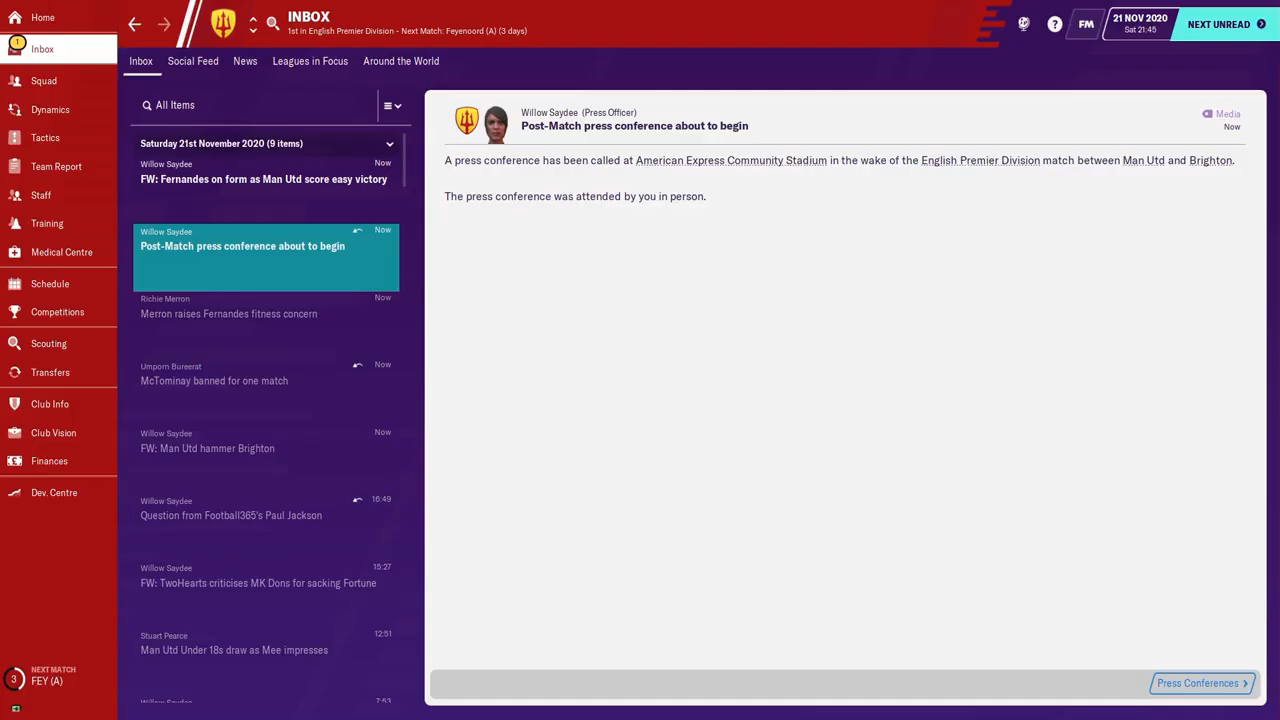 Home
INBOX
1st in English Premier Division - Next Match: Feyenoord (A) (3 days)
FM
21 NOV 2020
Sat 21:45
NEXT UNREAD
1
Inbox
Squad
Dynamics
Tactics
Team Report
Staff
Training
Medical Centre
Schedule
Competitions
Scouting
Transfers
Club Info
Club Vision
Finances
Dev. Centre
3
NEXT MATCH
FEY (A)
Inbox Social Feed News Leagues in Focus Around the World
All Items
Saturday 21st November 2020 (9 items)
Willow Saydee Now
FW: Fernandes on form as Man Utd score easy victory
Willow Saydee Now
Post-Match press conference about to begin
Richie Merron Now
Merron raises Fernandes fitness concern
Umporn Bureerat Now
McTominay banned for one match
Willow Saydee Now
FW: Man Utd hammer Brighton
Willow Saydee 16:49
Question from Football365's Paul Jackson
Willow Saydee 15:27
FW: TwoHearts criticises MK Dons for sacking Fortune
Stuart Pearce 12:51
Man Utd Under 18s draw as Mee impresses
Willow Saydee 7:53
Willow Saydee (Press Officer)
Post-Match press conference about to begin
Media
Now
A press conference has been called at American Express Community Stadium in the wake of the English Premier Division match between Man Utd and Brighton.
The press conference was attended by you in person.
Press Conferences